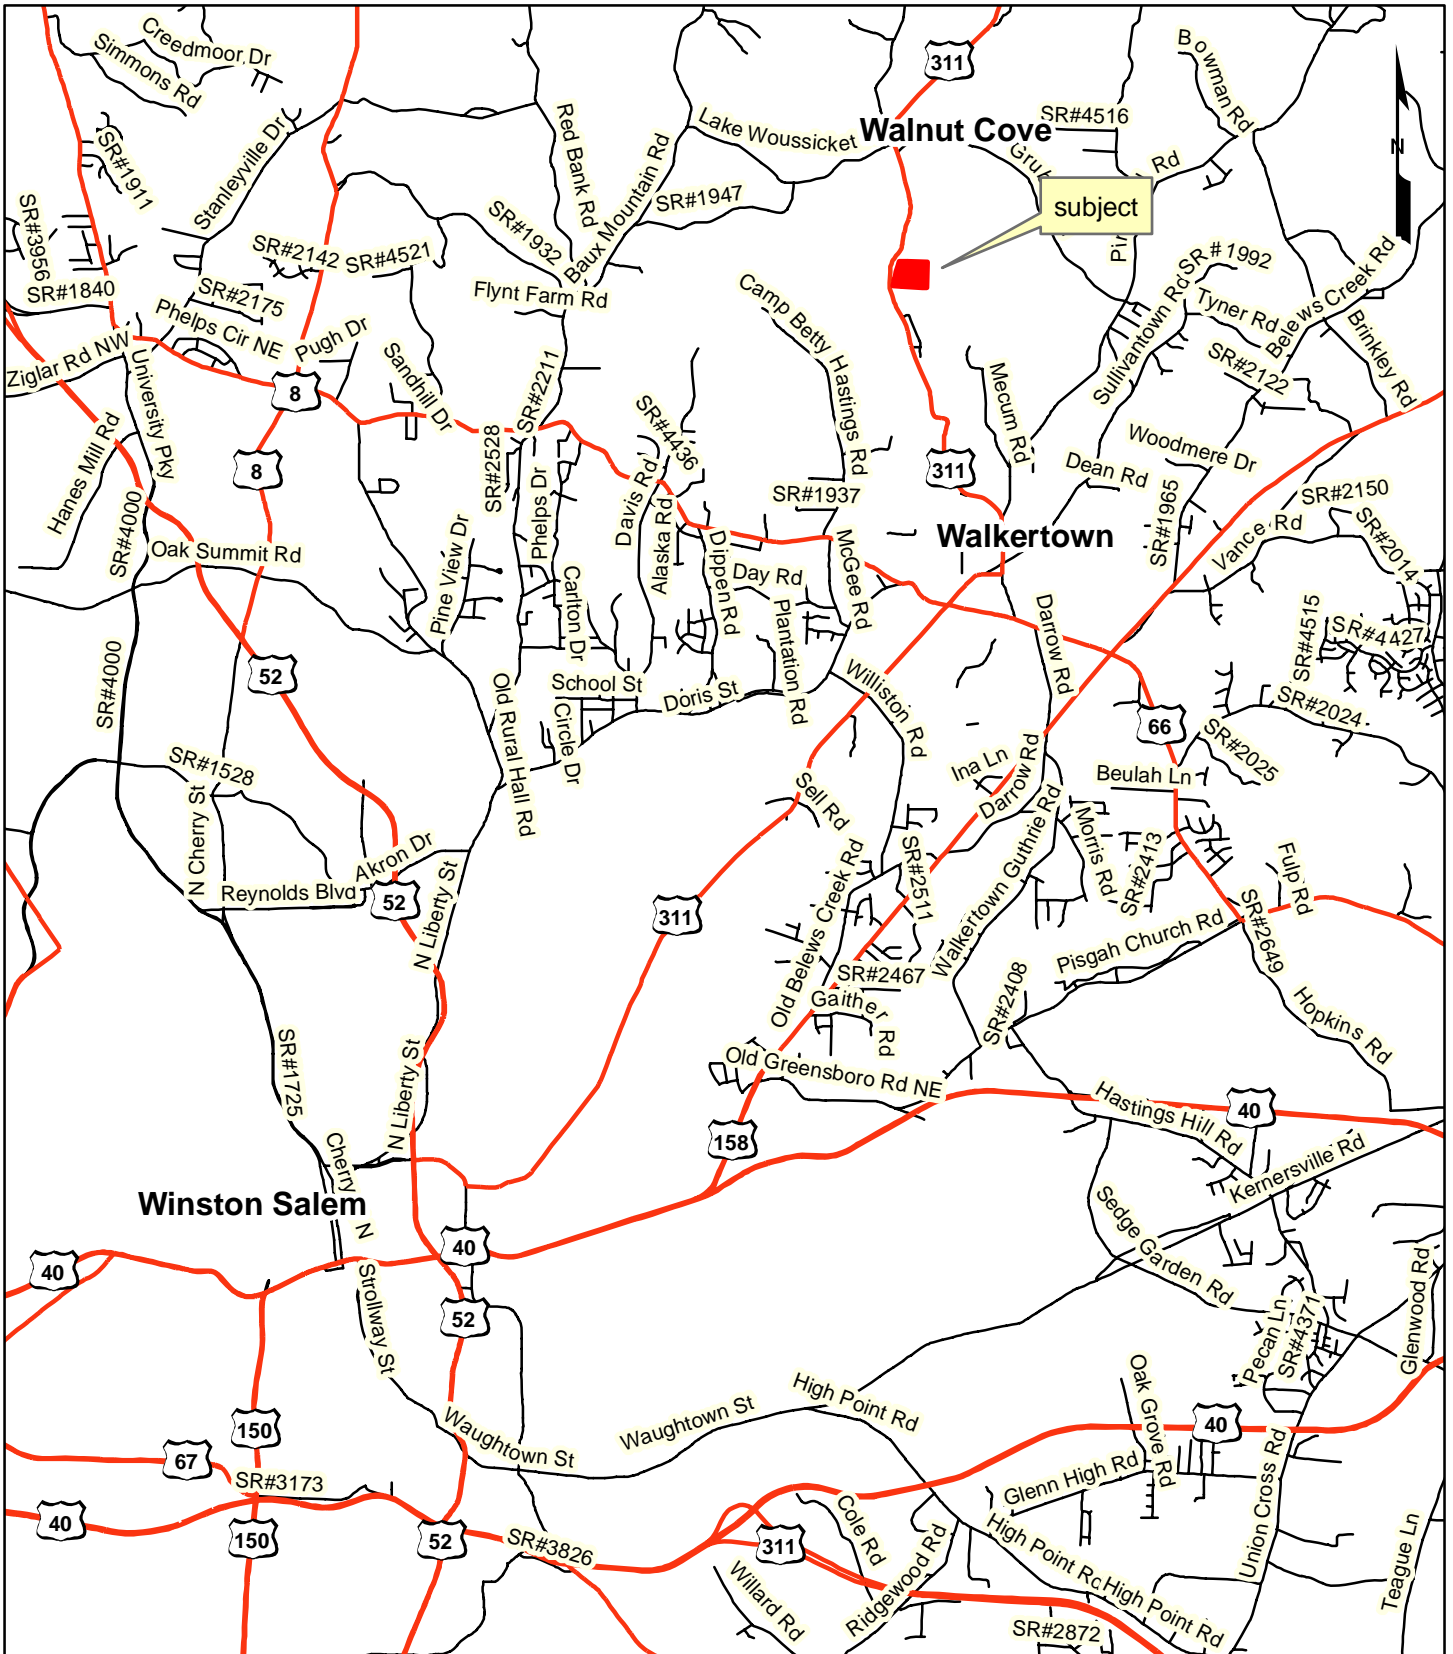 Creedmoor Dr
Simmons Rd
311
Bowman Rd
SR#4516
Lake Woussicket
Walnut Cove
Stanleyville Dr
Red Bank Rd
Baux Mountain Rd
SR#1911
Rd
N
SR#1947
subject
SR#3956
SR#1932
SR#2142
SR#4521
SR#1992
SR#1840
SR#2175
Flynt Farm Rd
Camp Betty Hastings Rd
Tyner Rd
Belews Creek Rd
Phelps Cir NE
Pugh Dr
Sullivantown Rd
Brinkley Rd
Ziglar Rd NW
University Pky
Sandhill Dr
SR#2211
SR#2122
8
Mecum Rd
SR#4436
Hanes Mill Rd
SR#2528
Woodmere Dr
8
311
Dean Rd
Davis Rd
SR#1937
SR#1965
SR#2150
SR#4000
Phelps Dr
Alaska Rd
Walkertown
Vance Rd
SR#2014
Oak Summit Rd
Pine View Dr
Carlton Dr
Dippen Rd
Day Rd
McGee Rd
Plantation Rd
Darrow Rd
SR#4515
SR#4427
SR#4000
52
School St
Doris St
Williston Rd
SR#2024
Old Rural Hall Rd
Circle Dr
66
SR#2025
SR#1528
Ina Ln
Beulah Ln
N Cherry St
Sell Rd
Darrow Rd
Akron Dr
Morris Rd
SR#2413
Reynolds Blvd
52
N Liberty St
311
Old Belews Creek Rd
SR#2511
Walkertown Guthrie Rd
Fulp Rd
SR#2649
Pisgah Church Rd
SR#2467
Gaither Rd
SR#2408
Hopkins Rd
SR#1725
N Liberty St
Old Greensboro Rd NE
Hastings Hill Rd
40
158
Cherry
N
Kernersville Rd
Winston Salem
Sedge Garden Rd
40
40
Strollway St
52
Pecan Ln
SR#4371
Glenwood Rd
Oak Grove Rd
High Point Rd
Waughtown St
Waughtown St
150
67
40
SR#3173
Glenn High Rd
Union Cross Rd
40
150
52
SR#3826
311
Cole Rd
Ridgewood Rd
High Point Rd
High Point Rd
Willard Rd
SR#2872
Teague Ln